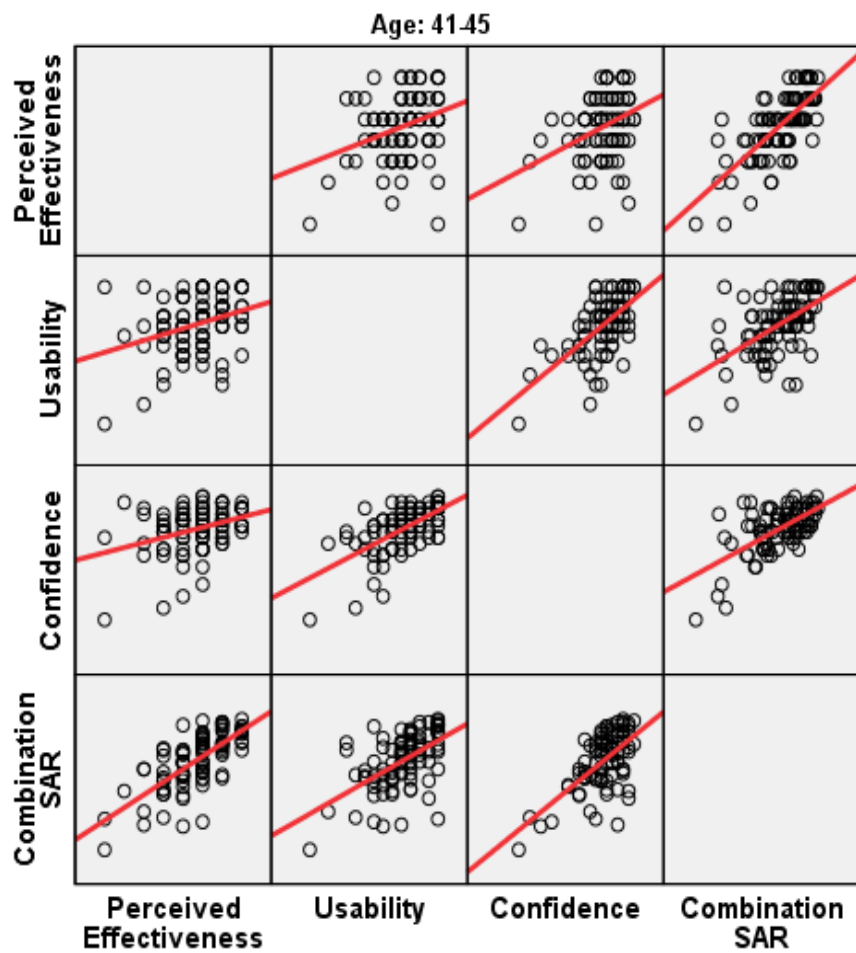 Age: 41-45
Perceived
Effectiveness
Usability
Confidence
Combination
SAR
Perceived
Effectiveness
Usability
Confidence
Combination
SAR